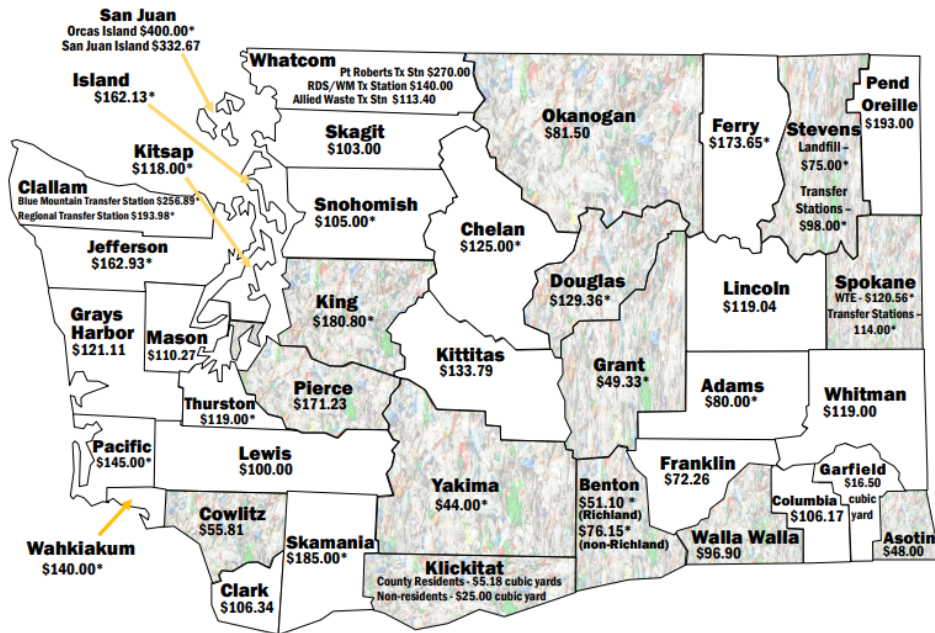 San Juan
Orcas Island $400.00*
San Juan Island $332.67
Island
$162.13*
Kitsap
$118.00*
Whatcom
Pt Roberts Tx Stn $270.00
RDS/WM Tx Station $140.00
Allied Waste Tx Stn $113.40
Skagit
$103.00
Snohomish
$105.00*
Okanogan
$81.50
Ferry
$173.65*
Stevens
Landfill –
$75.00*
Transfer
Stations –
$98.00*
Pend
Oreille
$193.00
Clallam
Blue Mountain Transfer Station $256.89*
Regional Transfer Station $193.98*
Jefferson
$162.93*
Chelan
$125.00*
Douglas
$129.36*
Lincoln
$119.04
Spokane
WTE - $120.56*
Transfer Stations –
114.00*
Grays
Harbor
$121.11
Mason
$110.27
King
$180.80*
Kittitas
$133.79
Grant
$49.33*
Adams
$80.00*
Whitman
$119.00
Thurston
$119.00*
Pierce
$171.23
Pacific
$145.00*
Lewis
$100.00
Yakima
$44.00*
Benton
$51.10 *
(Richland)
$76.15*
(non-Richland)
Franklin
$72.26
Garfield
$16.50
cubic
yard
Columbia
$106.17
Walla Walla
$96.90
Asotin
$48.00
Wahkiakum
$140.00*
Cowlitz
$55.81
Skamania
$185.00*
Clark
$106.34
Klickitat
County Residents - $5.18 cubic yards
Non-residents - $25.00 cubic yard